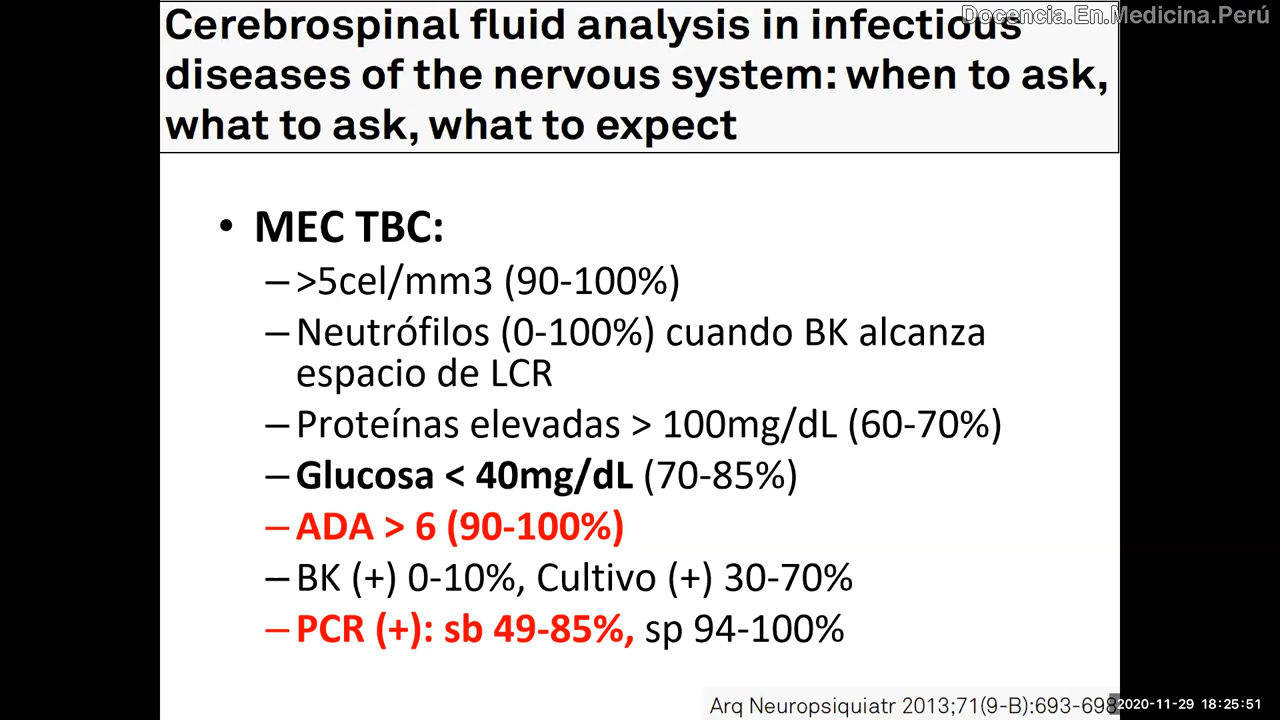 Docencia.En.Medicina.Perú
Cerebrospinal fluid analysis in infectious
diseases of the nervous system: when to ask,
what to ask, what to expect
• MEC TBC:
–>5cel/mm3 (90-100%)
–Neutrófilos (0-100%) cuando BK alcanza
espacio de LCR
–Proteínas elevadas > 100mg/dL (60-70%)
–Glucosa < 40mg/dL (70-85%)
–ADA > 6 (90-100%)
–BK (+) 0-10%, Cultivo (+) 30-70%
–PCR (+): sb 49-85%, sp 94-100%
Arq Neuropsiquiatr 2013;71(9-B):693-698
2020-11-29 18:25:51